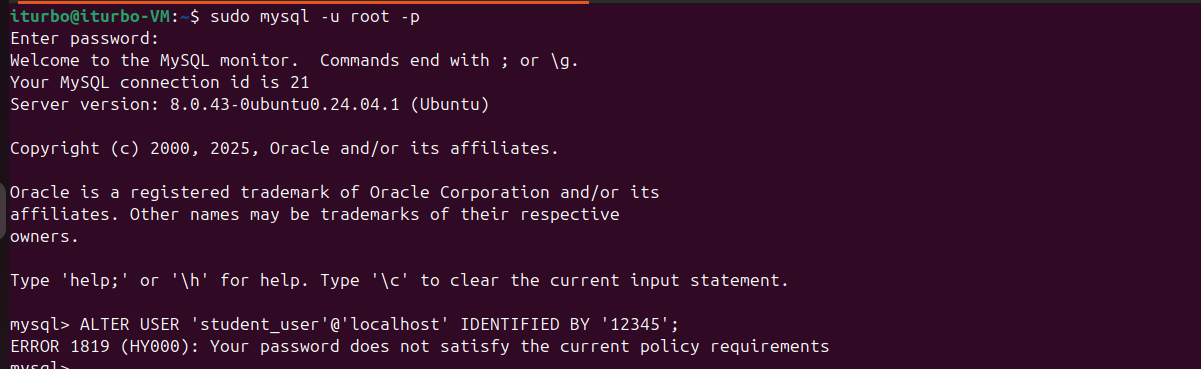 iturbo@iturbo-VM:~$ sudo mysql -u root -p
Enter password:
Welcome to the MySQL monitor.  Commands end with ; or \g.
Your MySQL connection id is 21
Server version: 8.0.43-0ubuntu0.24.04.1 (Ubuntu)

Copyright (c) 2000, 2025, Oracle and/or its affiliates.

Oracle is a registered trademark of Oracle Corporation and/or its
affiliates. Other names may be trademarks of their respective
owners.

Type 'help;' or '\h' for help. Type '\c' to clear the current input statement.

mysql> ALTER USER 'student_user'@'localhost' IDENTIFIED BY '12345';
ERROR 1819 (HY000): Your password does not satisfy the current policy requirements
mysql>